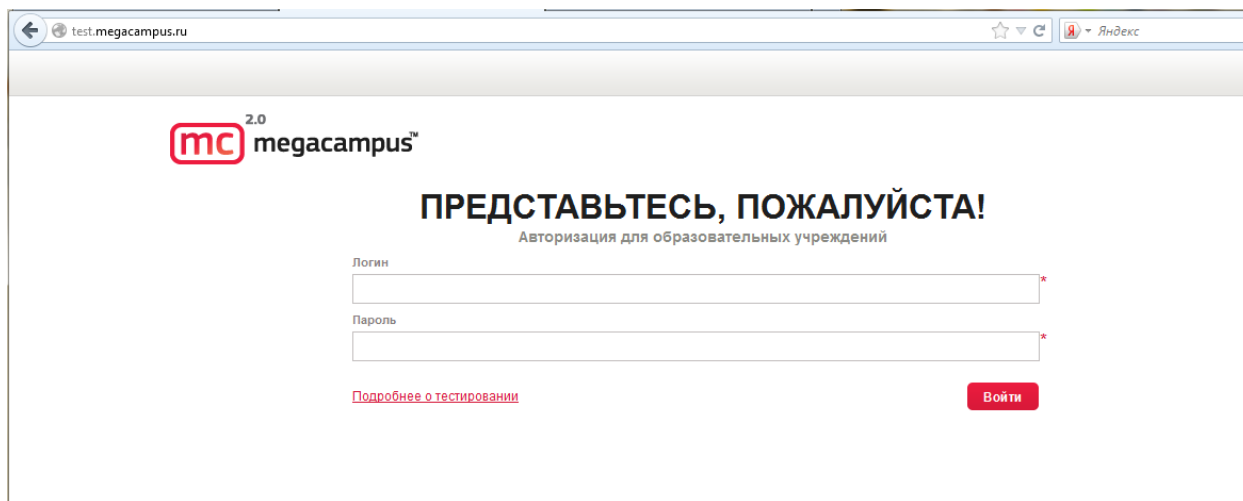 test.megacampus.ru
Яндекс
2.0
mc megacampus™
ПРЕДСТАВЬТЕСЬ, ПОЖАЛУЙСТА!
Авторизация для образовательных учреждений
Логин
*
Пароль
*
Подробнее о тестировании
Войти